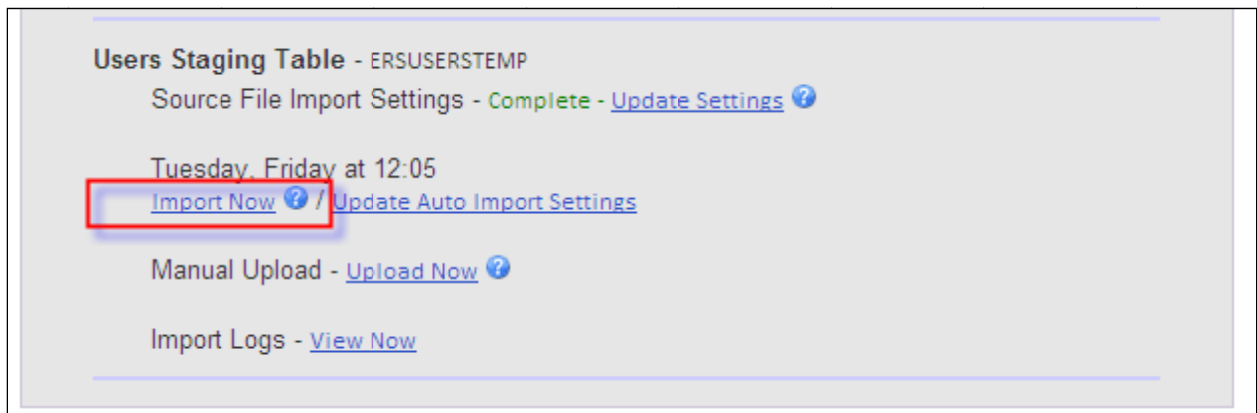 Users Staging Table - ERSUSERSTEMP
Source File Import Settings - Complete - Update Settings ?
Tuesday, Friday at 12:05
Import Now ? / Update Auto Import Settings
Manual Upload - Upload Now ?
Import Logs - View Now